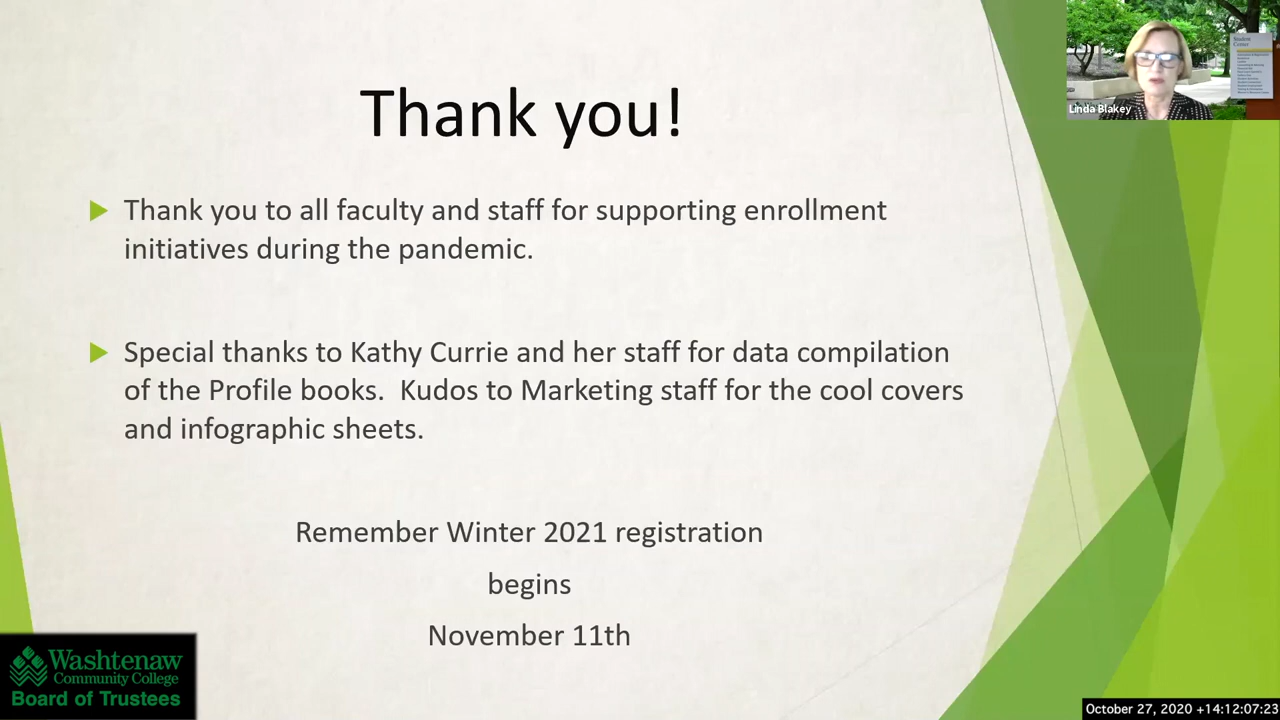 Thank you!
Thank you to all faculty and staff for supporting enrollment
initiatives during the pandemic.
Special thanks to Kathy Currie and her staff for data compilation
of the Profile books. Kudos to Marketing staff for the cool covers
and infographic sheets.
Remember Winter 2021 registration
begins
November 11th
Student
Center
Linda Blakey
Washtenaw
Community College
Board of Trustees
October 27, 2020 +14:12:07:23